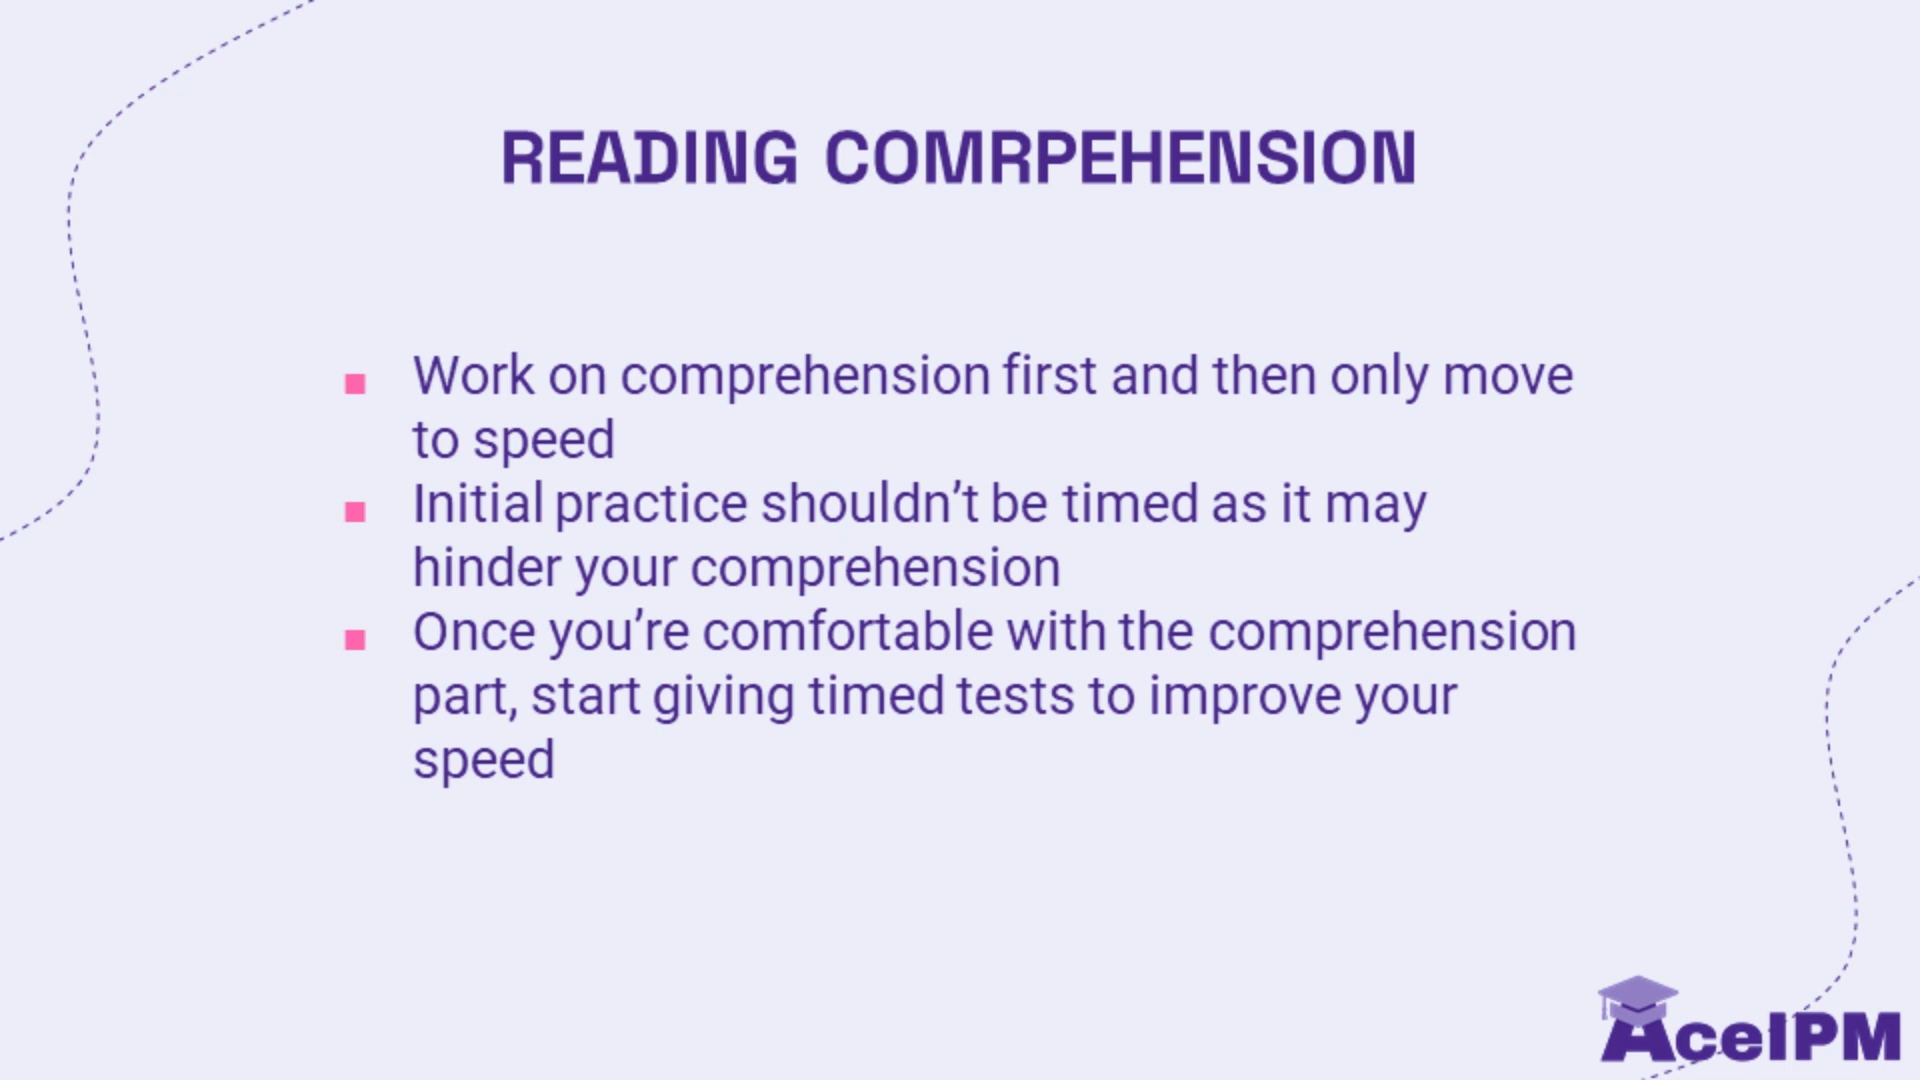 READING COMRPEHENSION
Work on comprehension first and then only move
to speed
Initial practice shouldn’t be timed as it may
hinder your comprehension
Once you’re comfortable with the comprehension
part, start giving timed tests to improve your
speed
AceIPM